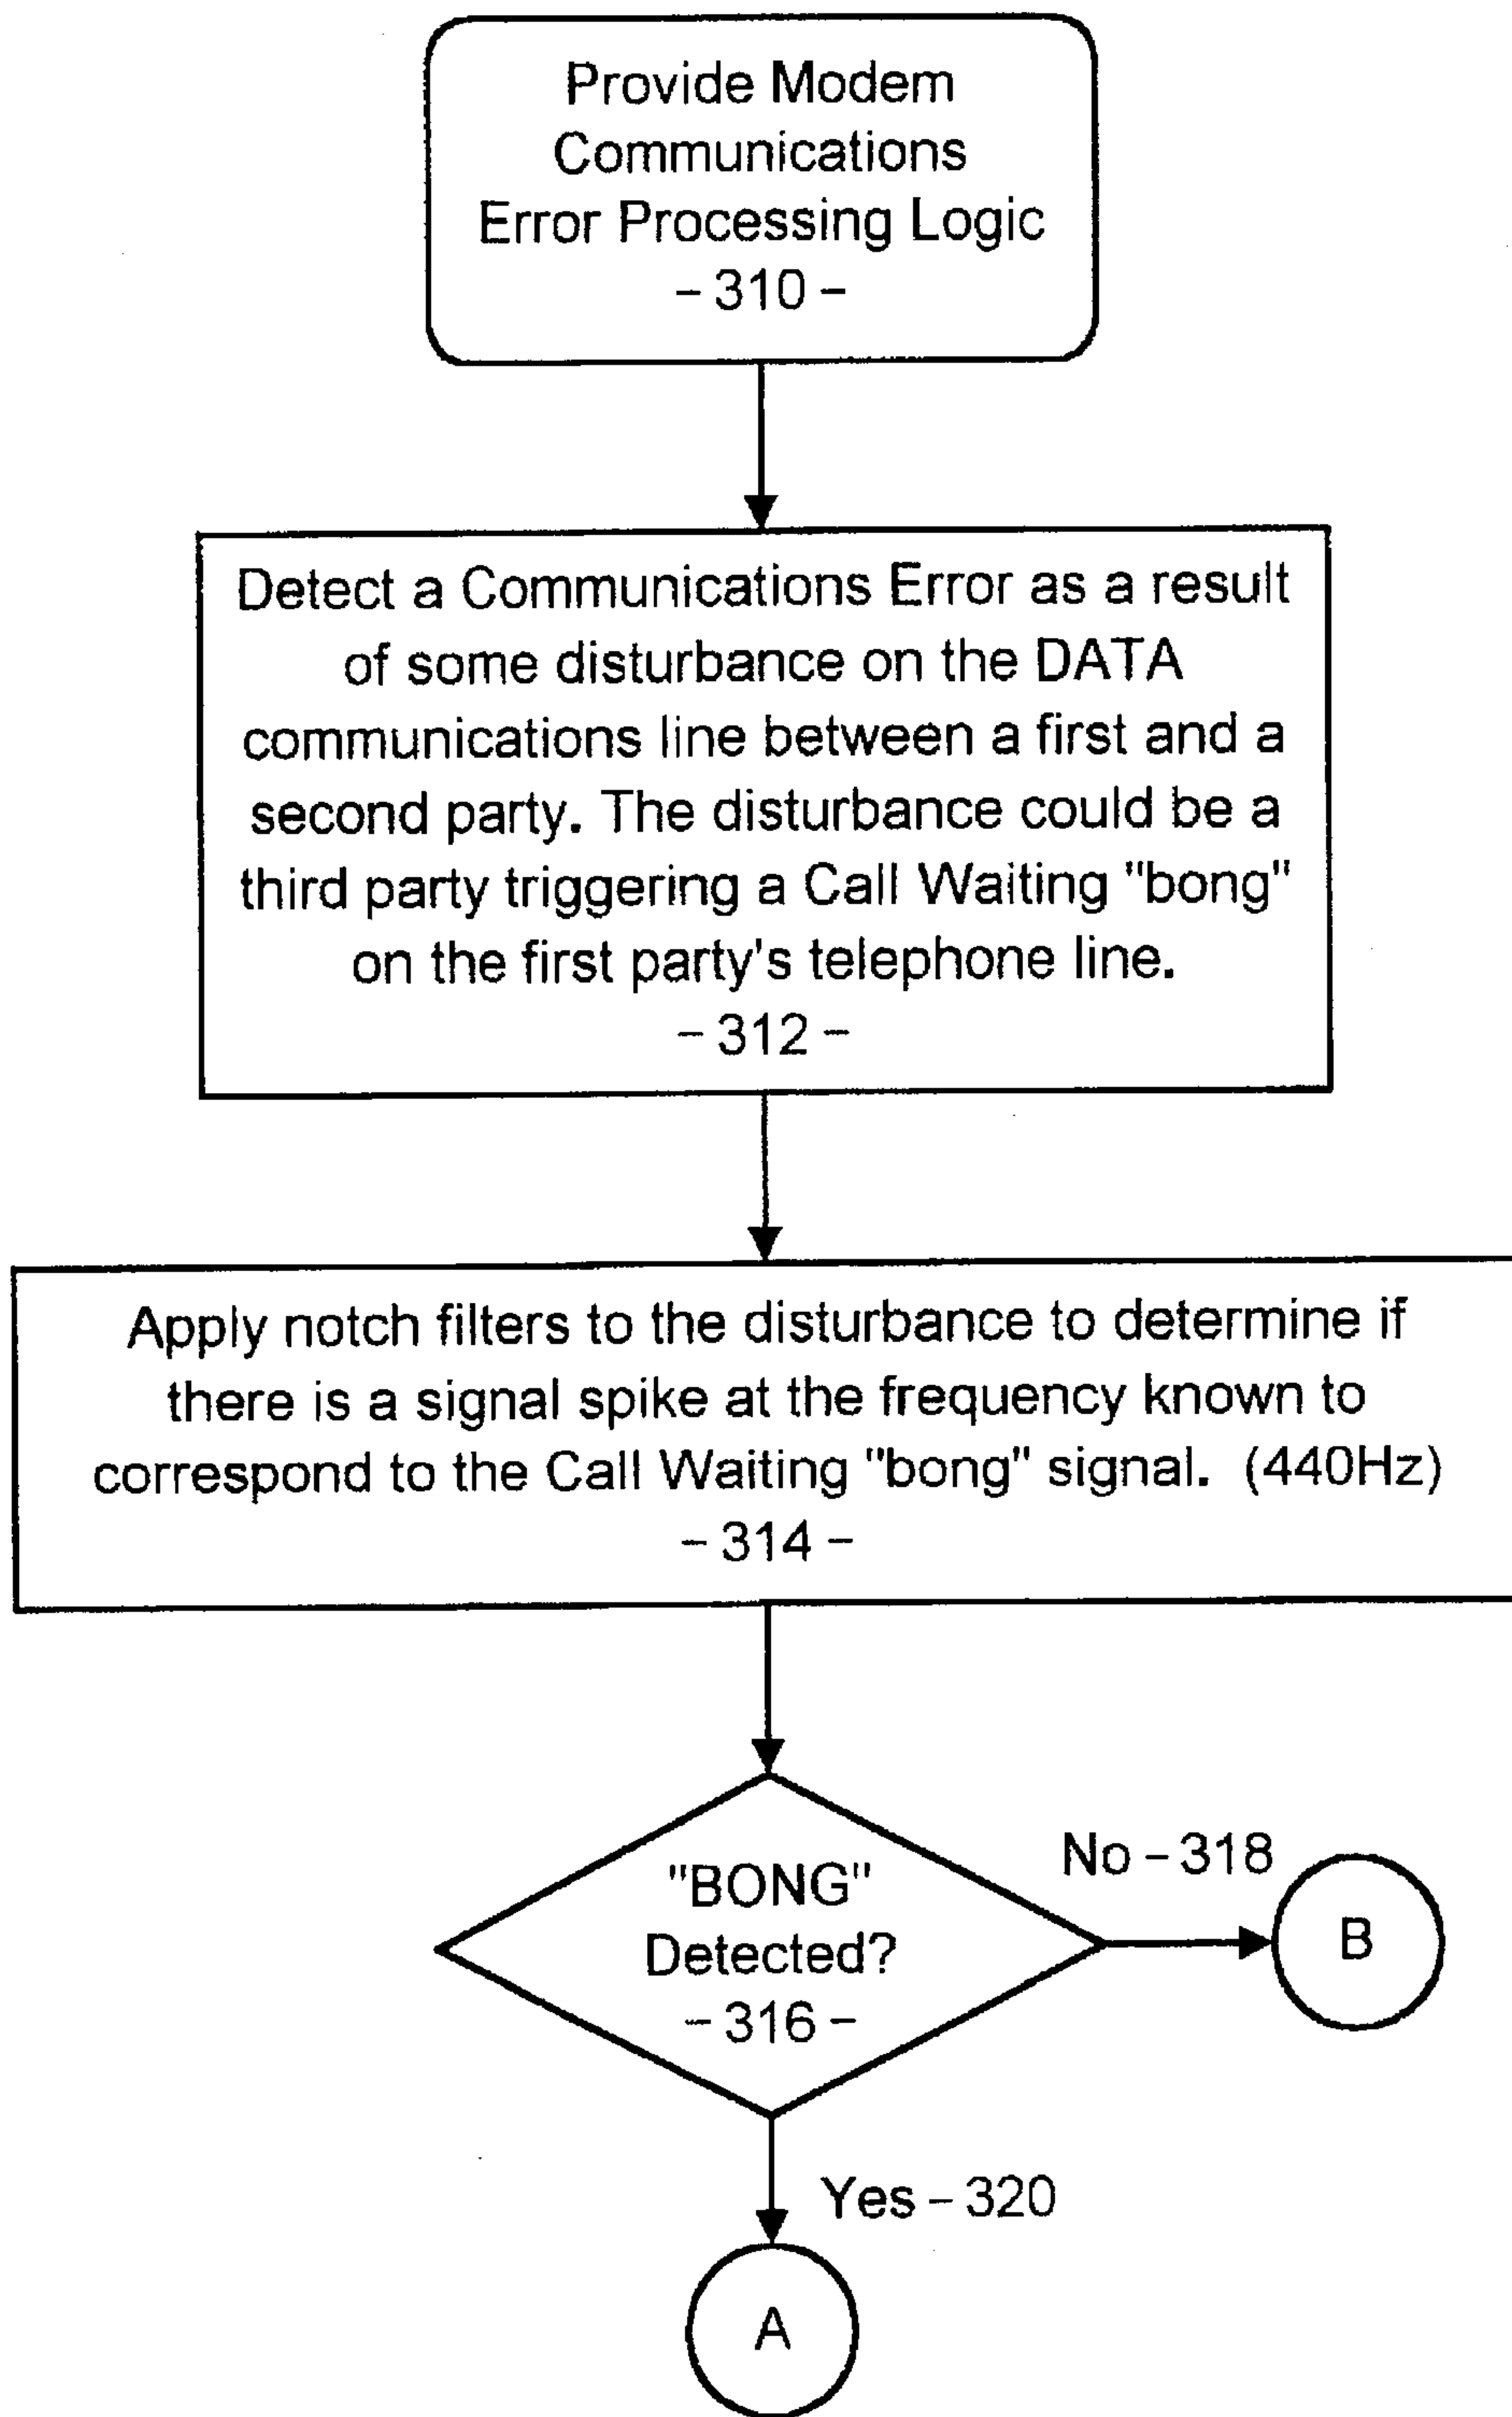 Provide Modem
Communications
Error Processing Logic
– 310 –
Detect a Communications Error as a result
of some disturbance on the DATA
communications line between a first and a
second party. The disturbance could be a
third party triggering a Call Waiting "bong"
on the first party's telephone line.
– 312 –
Apply notch filters to the disturbance to determine if
there is a signal spike at the frequency known to
correspond to the Call Waiting "bong" signal. (440Hz)
– 314 –
"BONG"
Detected?
– 316 –
No – 318
B
Yes – 320
A